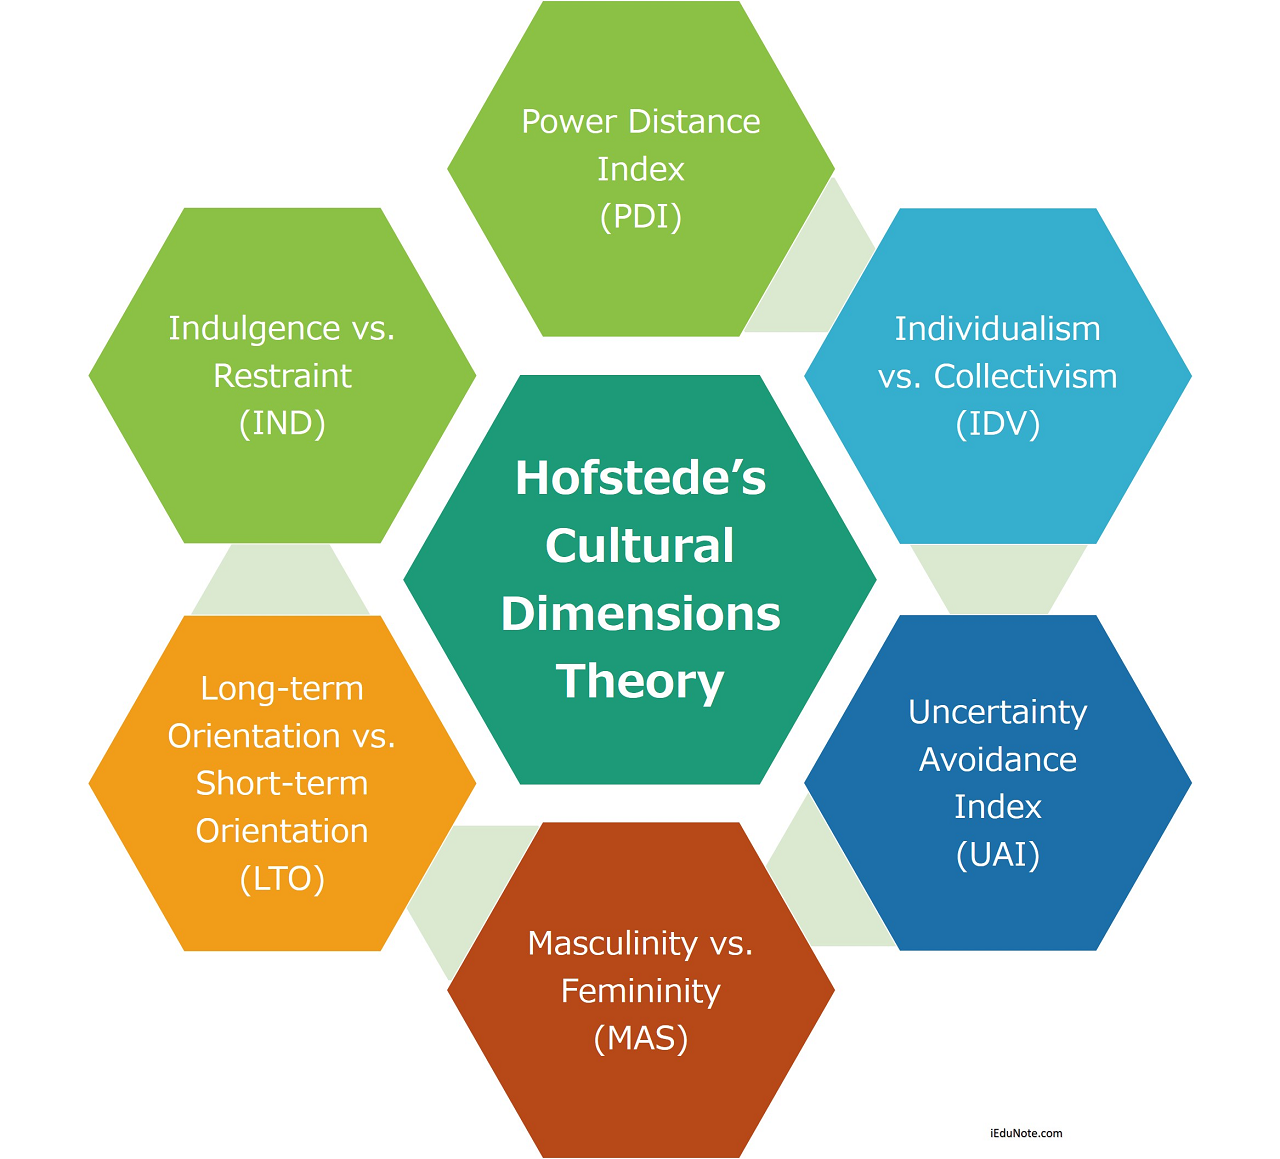 Power Distance
Index
(PDI)
Individualism
vs. Collectivism
(IDV)
Uncertainty
Avoidance
Index
(UAI)
Masculinity vs.
Femininity
(MAS)
Long-term
Orientation vs.
Short-term
Orientation
(LTO)
Indulgence vs.
Restraint
(IND)
Hofstede’s
Cultural
Dimensions
Theory
iEduNote.com